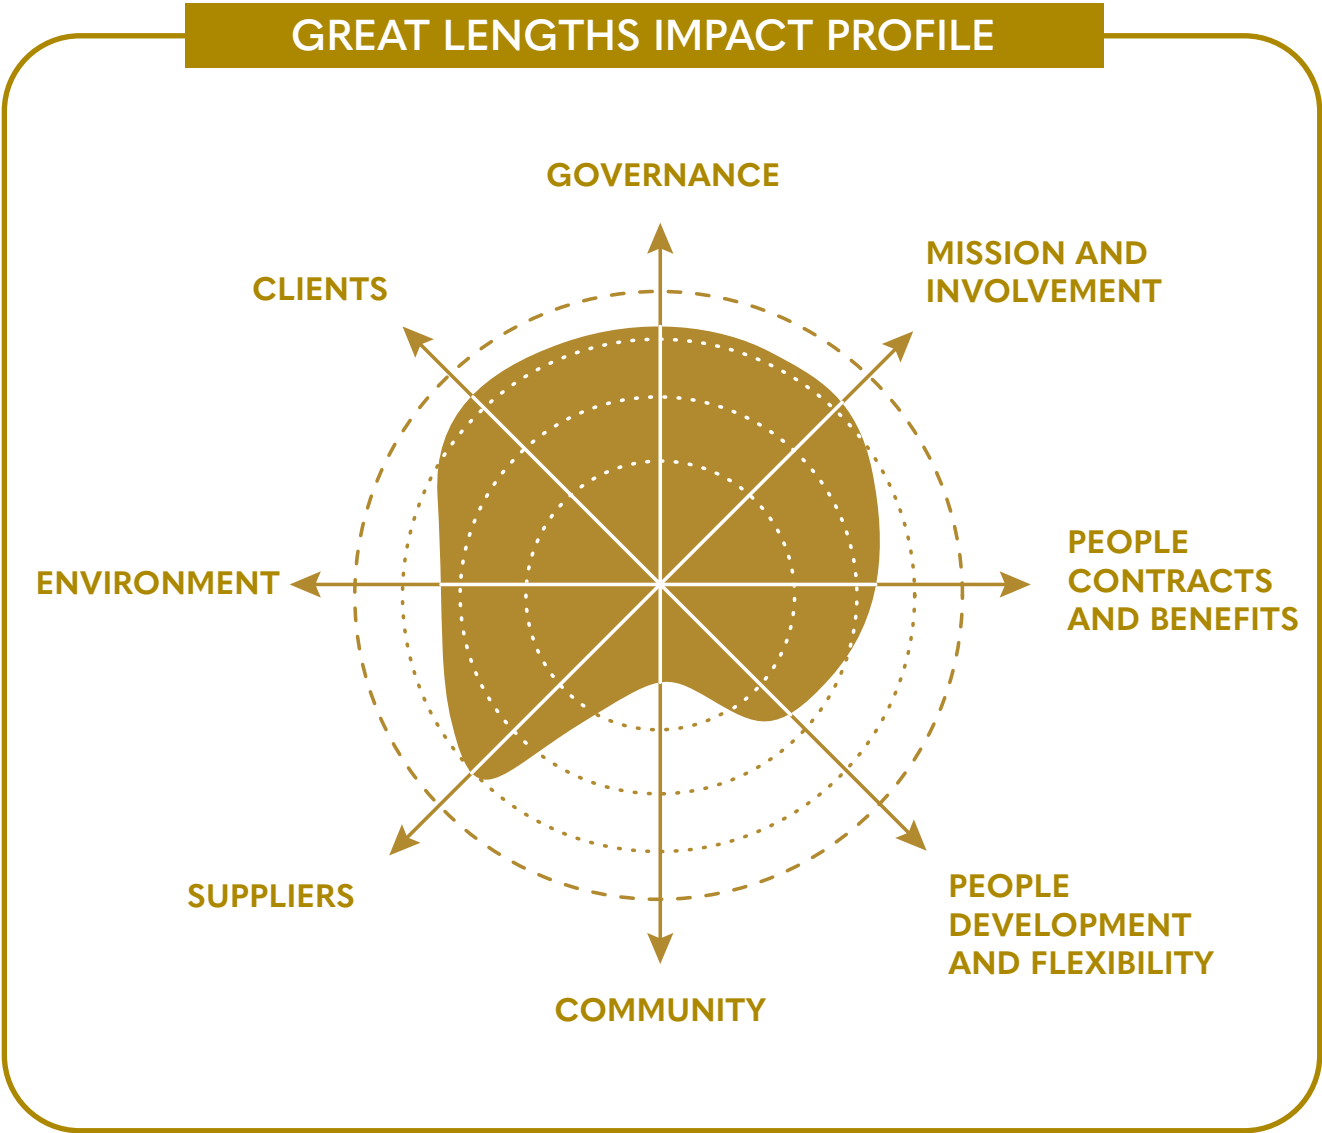 GREAT LENGTHS IMPACT PROFILE
GOVERNANCE
MISSION AND
INVOLVEMENT
CLIENTS
PEOPLE
CONTRACTS
AND BENEFITS
ENVIRONMENT
PEOPLE
DEVELOPMENT
AND FLEXIBILITY
SUPPLIERS
COMMUNITY